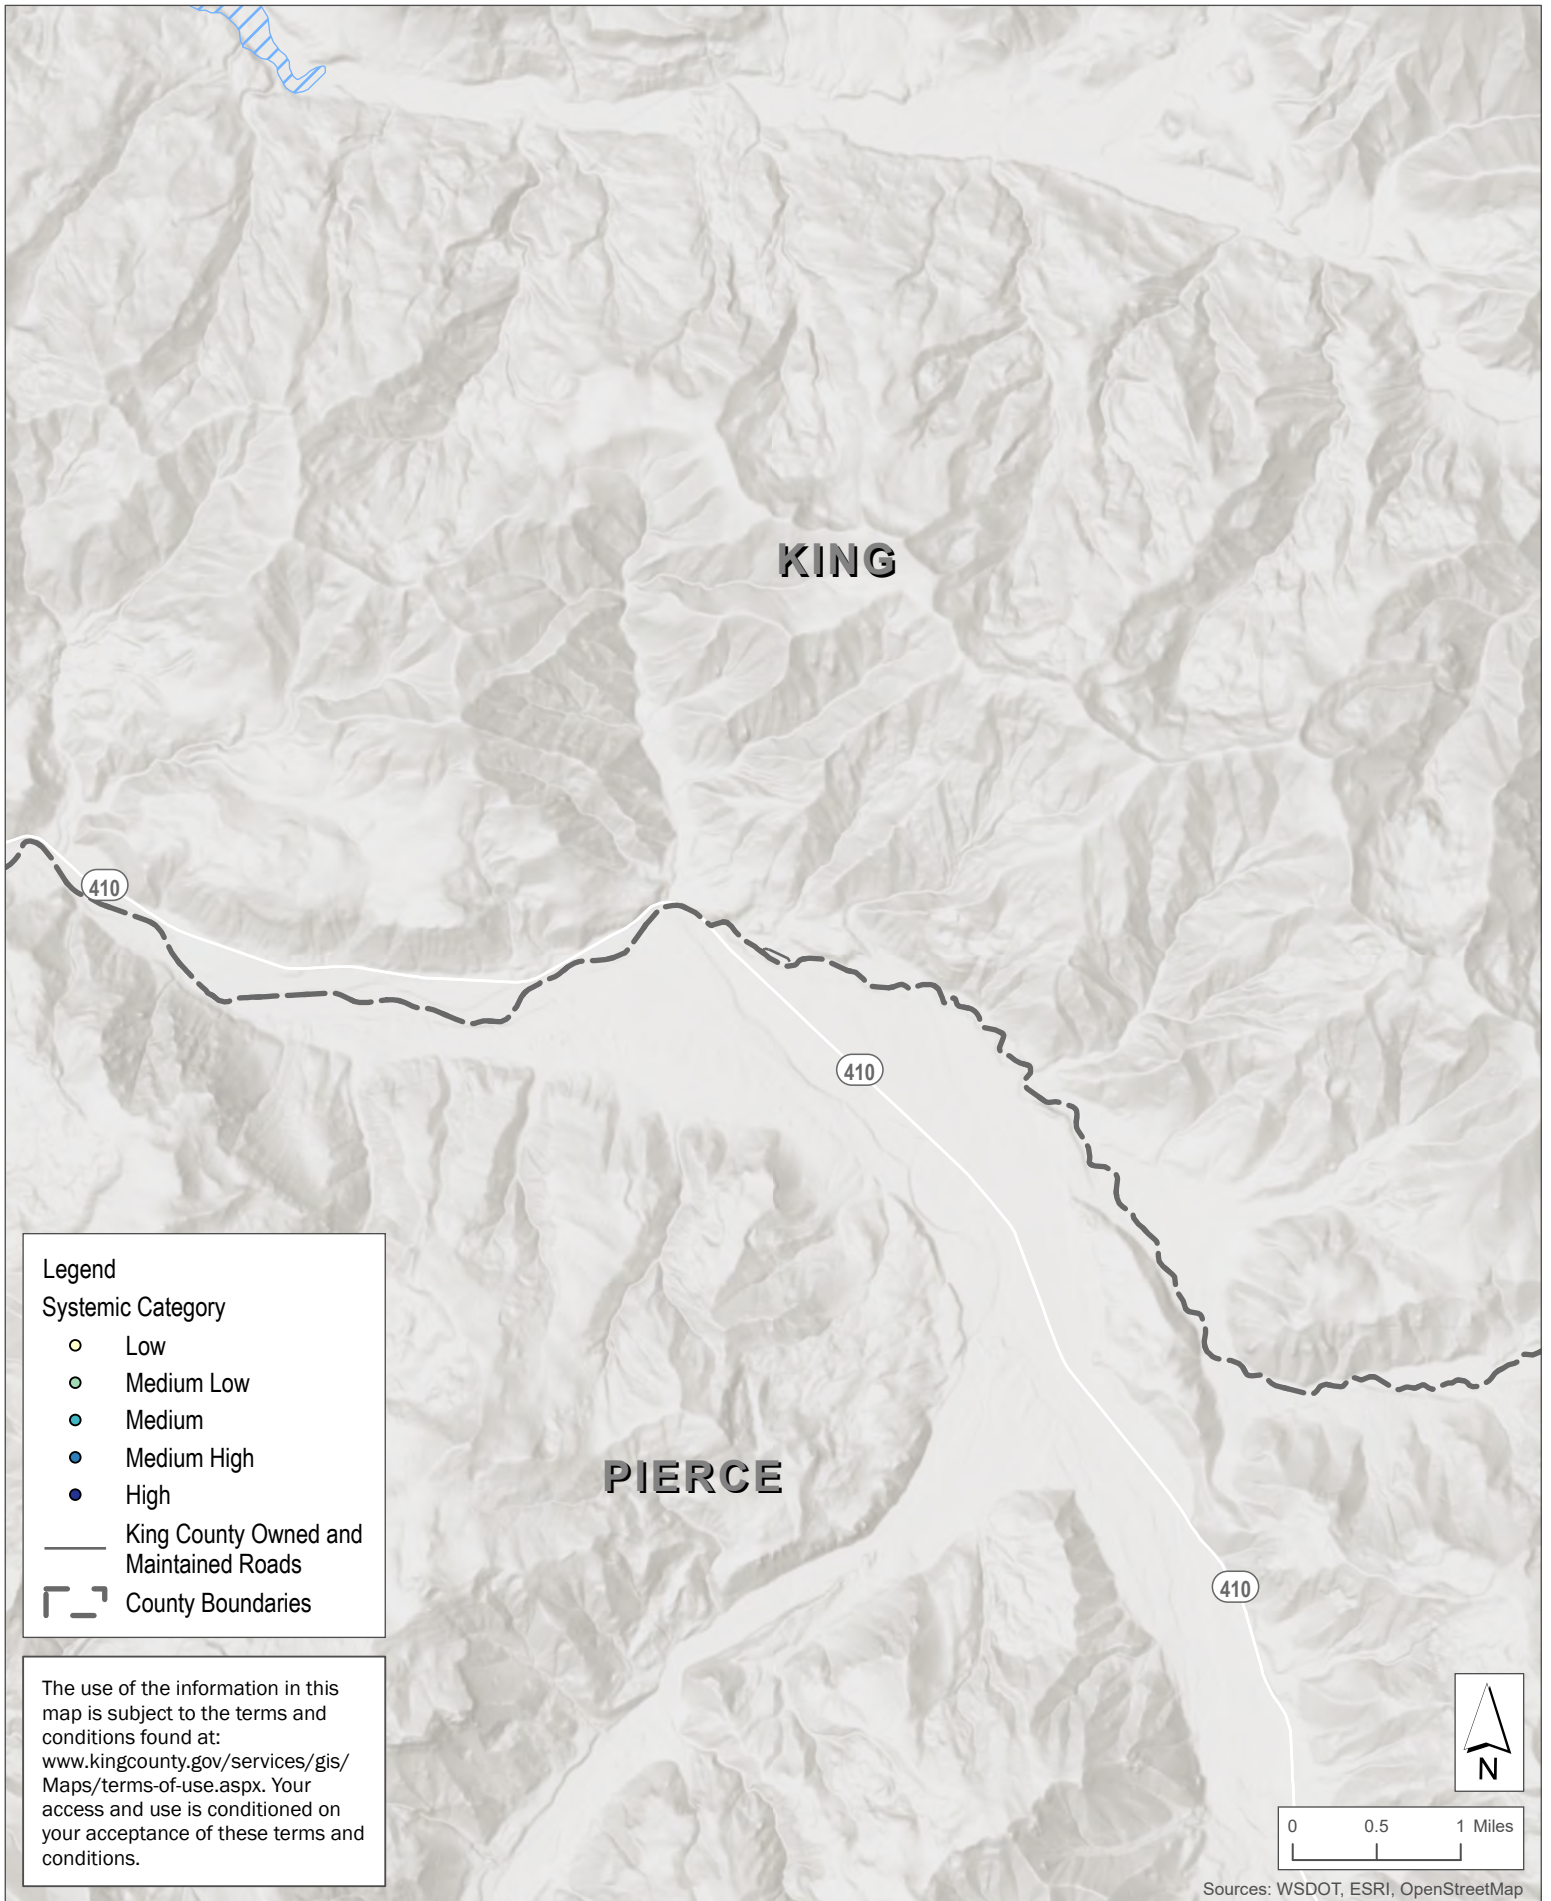 KING
410
410
PIERCE
410
Legend
Systemic Category
Low
Medium Low
Medium
Medium High
High
King County Owned and
Maintained Roads
County Boundaries
The use of the information in this
map is subject to the terms and
conditions found at:
www.kingcounty.gov/services/gis/
Maps/terms-of-use.aspx. Your
access and use is conditioned on
your acceptance of these terms and
conditions.
N
0 0.5 1 Miles
Sources: WSDOT, ESRI, OpenStreetMap